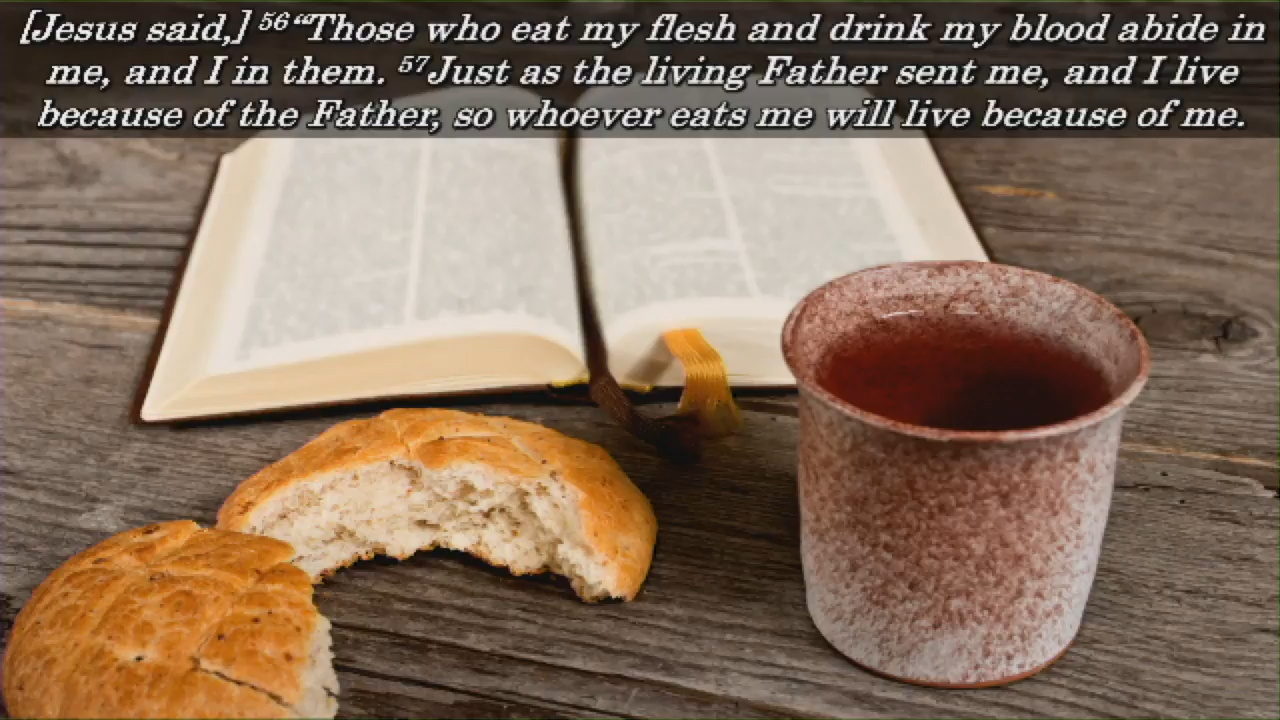 [Jesus said,] ⁵⁶“Those who eat my flesh and drink my blood abide in
me, and I in them. ⁵⁷Just as the living Father sent me, and I live
because of the Father, so whoever eats me will live because of me.